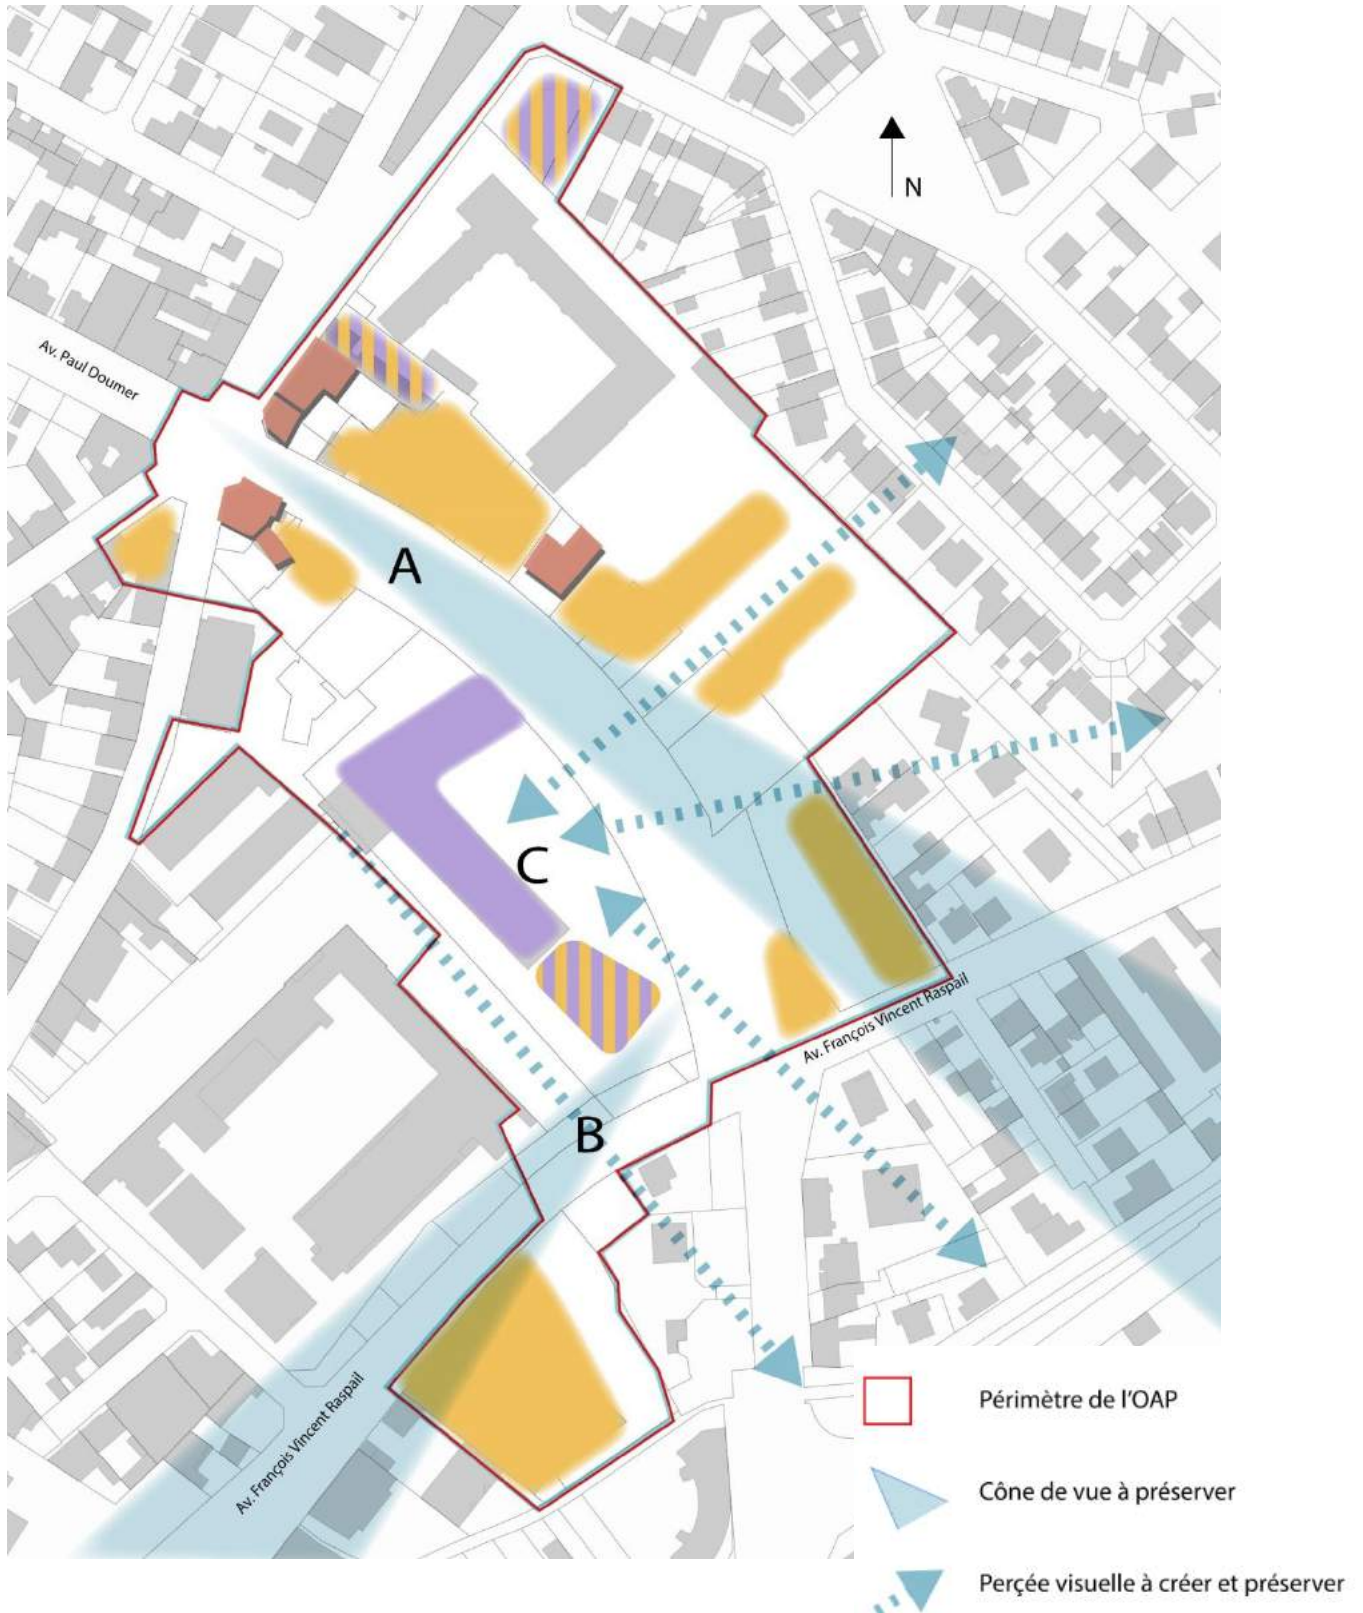 N
Av. Paul Doumer
A
C
Av. François Vincent Raspail
B
Av. François Vincent Raspail
Périmètre de l'OAP
Cône de vue à préserver
Perçée visuelle à créer et préserver